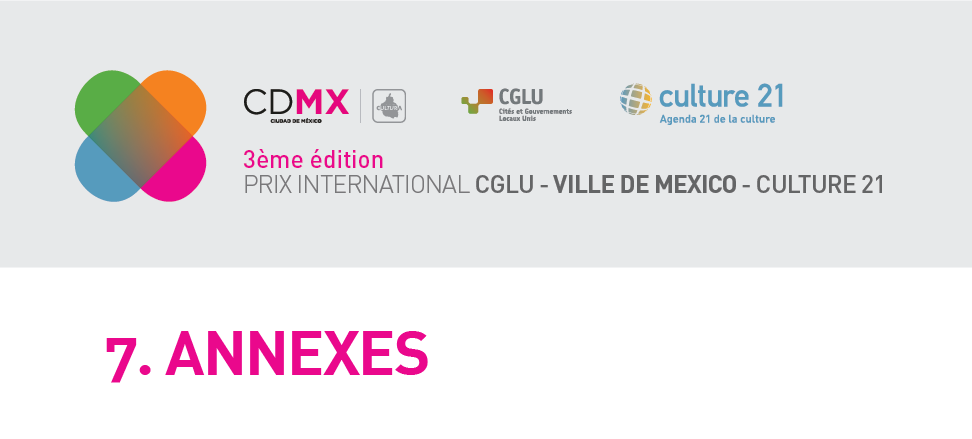 CDMX
CIUDAD DE MÉXICO
CULTURA
CGLU
Cités et Gouvernements
Locaux Unis
culture 21
Agenda 21 de la culture
3ème édition
PRIX INTERNATIONAL CGLU - VILLE DE MEXICO - CULTURE 21
7. ANNEXES